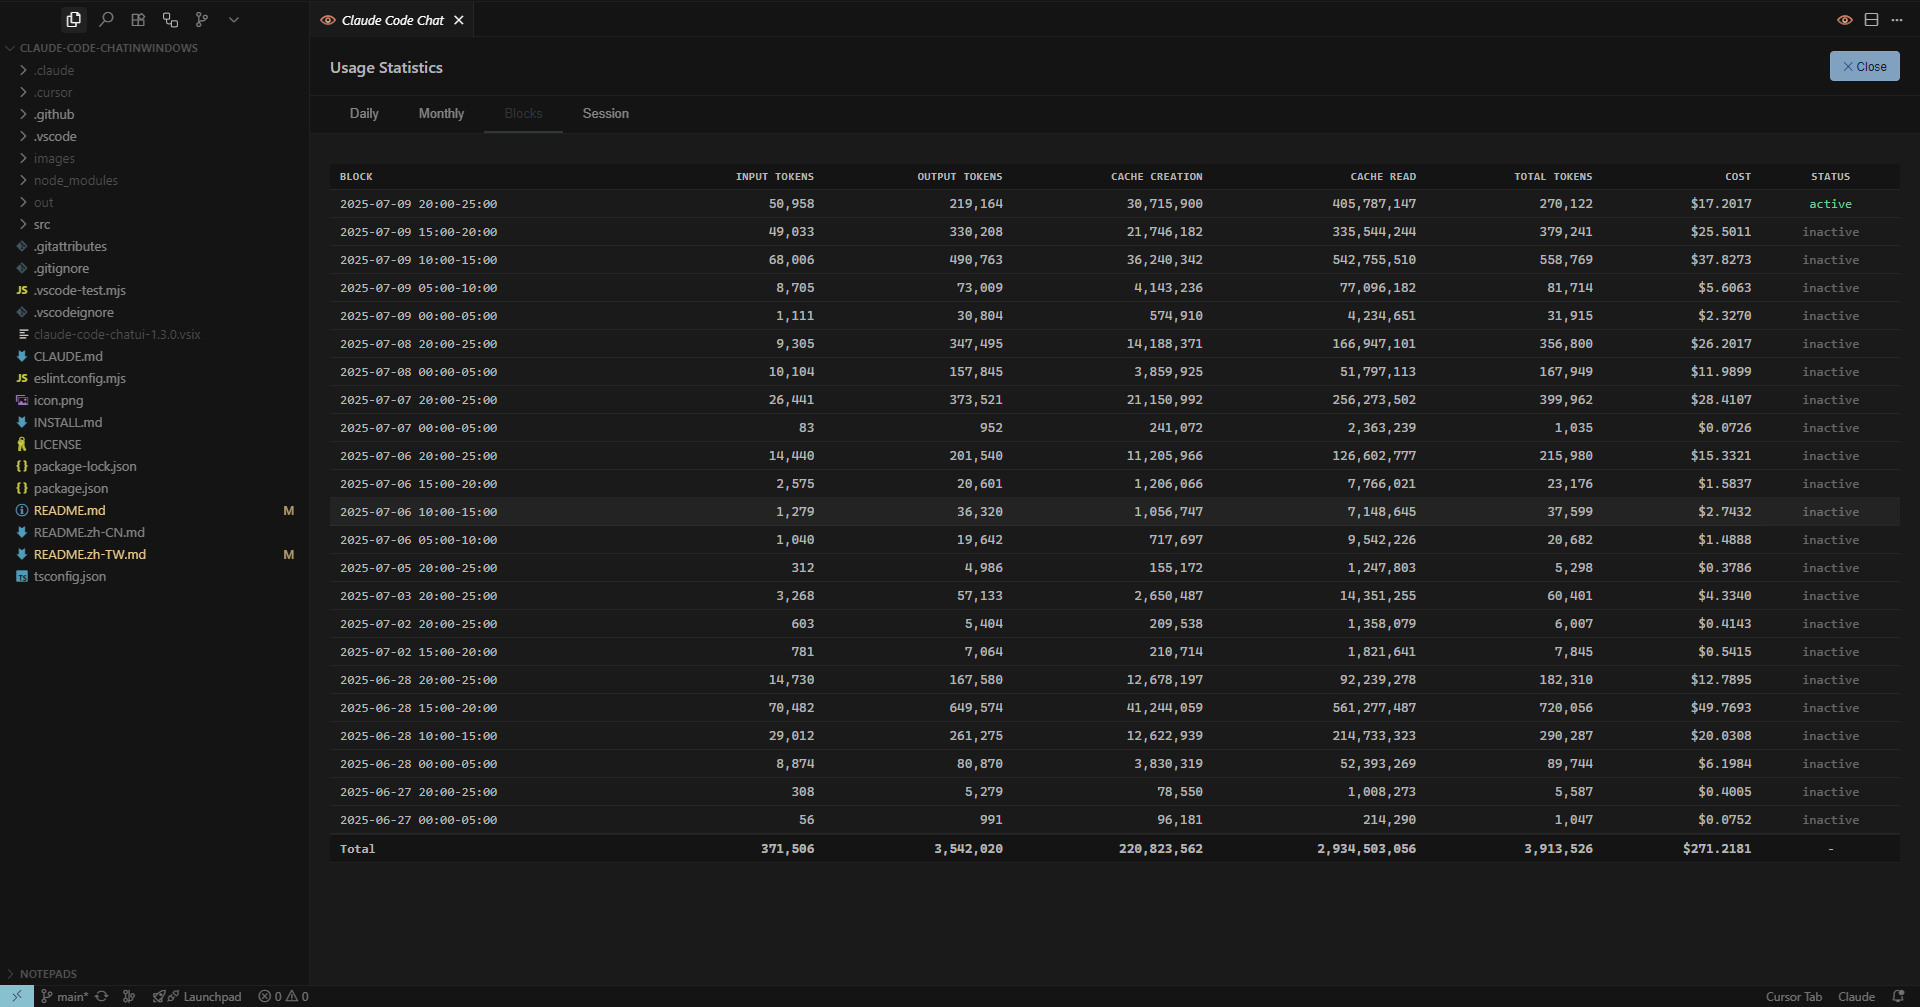 Claude Code Chat
CLAUDE-CODE-CHATINWINDOWS
.claude
.cursor
.github
.vscode
images
node_modules
out
src
.gitattributes
.gitignore
JS .vscode-test.mjs
.vscodeignore
claude-code-chatui-1.3.0.vsix
CLAUDE.md
JS eslint.config.mjs
icon.png
INSTALL.md
LICENSE
{} package-lock.json
{} package.json
README.md M
README.zh-CN.md
README.zh-TW.md M
TS tsconfig.json
NOTEPADS
Usage Statistics
Close
Daily Monthly Blocks Session
BLOCK INPUT TOKENS OUTPUT TOKENS CACHE CREATION CACHE READ TOTAL TOKENS COST STATUS
2025-07-09 20:00-25:00 50,958 219,164 30,715,900 405,787,147 270,122 $17.2017 active
2025-07-09 15:00-20:00 49,033 330,208 21,746,182 335,544,244 379,241 $25.5011 inactive
2025-07-09 10:00-15:00 68,006 490,763 36,240,342 542,755,510 558,769 $37.8273 inactive
2025-07-09 05:00-10:00 8,705 73,009 4,143,236 77,096,182 81,714 $5.6063 inactive
2025-07-09 00:00-05:00 1,111 30,804 574,910 4,234,651 31,915 $2.3270 inactive
2025-07-08 20:00-25:00 9,305 347,495 14,188,371 166,947,101 356,800 $26.2017 inactive
2025-07-08 00:00-05:00 10,104 157,845 3,859,925 51,797,113 167,949 $11.9899 inactive
2025-07-07 20:00-25:00 26,441 373,521 21,150,992 256,273,502 399,962 $28.4107 inactive
2025-07-07 00:00-05:00 83 952 241,072 2,363,239 1,035 $0.0726 inactive
2025-07-06 20:00-25:00 14,440 201,540 11,205,966 126,602,777 215,980 $15.3321 inactive
2025-07-06 15:00-20:00 2,575 20,601 1,206,066 7,766,021 23,176 $1.5837 inactive
2025-07-06 10:00-15:00 1,279 36,320 1,056,747 7,148,645 37,599 $2.7432 inactive
2025-07-06 05:00-10:00 1,040 19,642 717,697 9,542,226 20,682 $1.4888 inactive
2025-07-05 20:00-25:00 312 4,986 155,172 1,247,803 5,298 $0.3786 inactive
2025-07-03 20:00-25:00 3,268 57,133 2,650,487 14,351,255 60,401 $4.3340 inactive
2025-07-02 20:00-25:00 603 5,404 209,538 1,358,079 6,007 $0.4143 inactive
2025-07-02 15:00-20:00 781 7,064 210,714 1,821,641 7,845 $0.5415 inactive
2025-06-28 20:00-25:00 14,730 167,580 12,678,197 92,239,278 182,310 $12.7895 inactive
2025-06-28 15:00-20:00 70,482 649,574 41,244,059 561,277,487 720,056 $49.7693 inactive
2025-06-28 10:00-15:00 29,012 261,275 12,622,939 214,733,323 290,287 $20.0308 inactive
2025-06-28 00:00-05:00 8,874 80,870 3,830,319 52,393,269 89,744 $6.1984 inactive
2025-06-27 20:00-25:00 308 5,279 78,550 1,008,273 5,587 $0.4005 inactive
2025-06-27 00:00-05:00 56 991 96,181 214,290 1,047 $0.0752 inactive
Total 371,506 3,542,020 220,823,562 2,934,503,056 3,913,526 $271.2181 -
main* Launchpad 0 0 Cursor Tab Claude